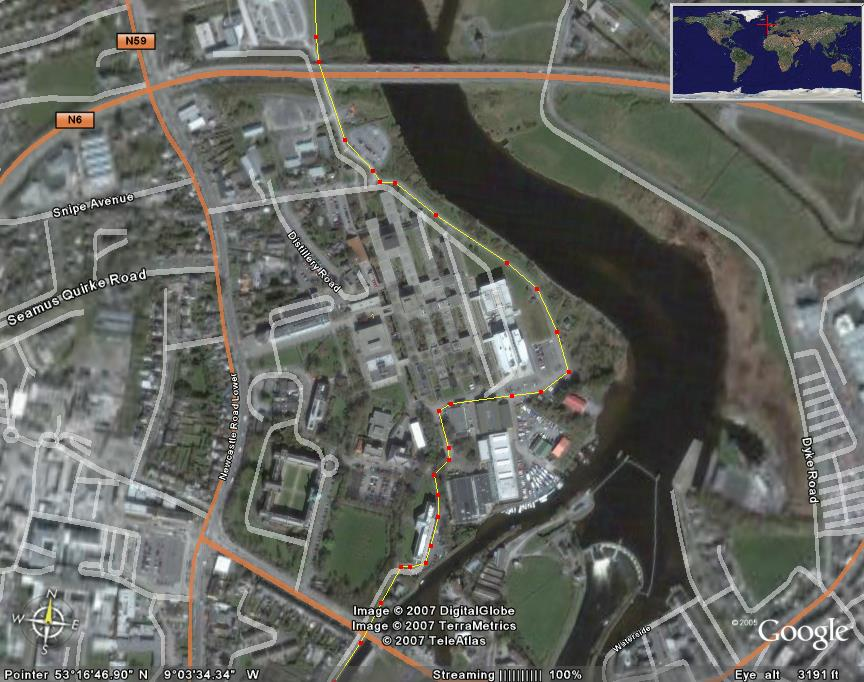 N59
N6
Snipe Avenue
Distillery Road
Seamus Quirke Road
Newcastle Road Lower
Dyke Road
N
W E
S
Image © 2007 DigitalGlobe
Image © 2007 TerraMetrics
© 2007 TeleAtlas
Waterside
©2005 Google
Pointer 53°16'46.90" N 9°03'34.34" W Streaming |||||||||| 100% Eye alt 3191 ft